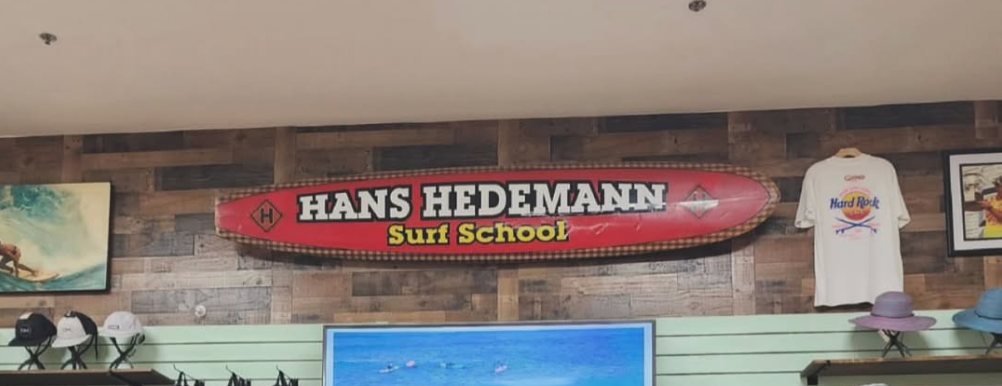 H
HANS HEDEMANN
Surf School
Hard Rock